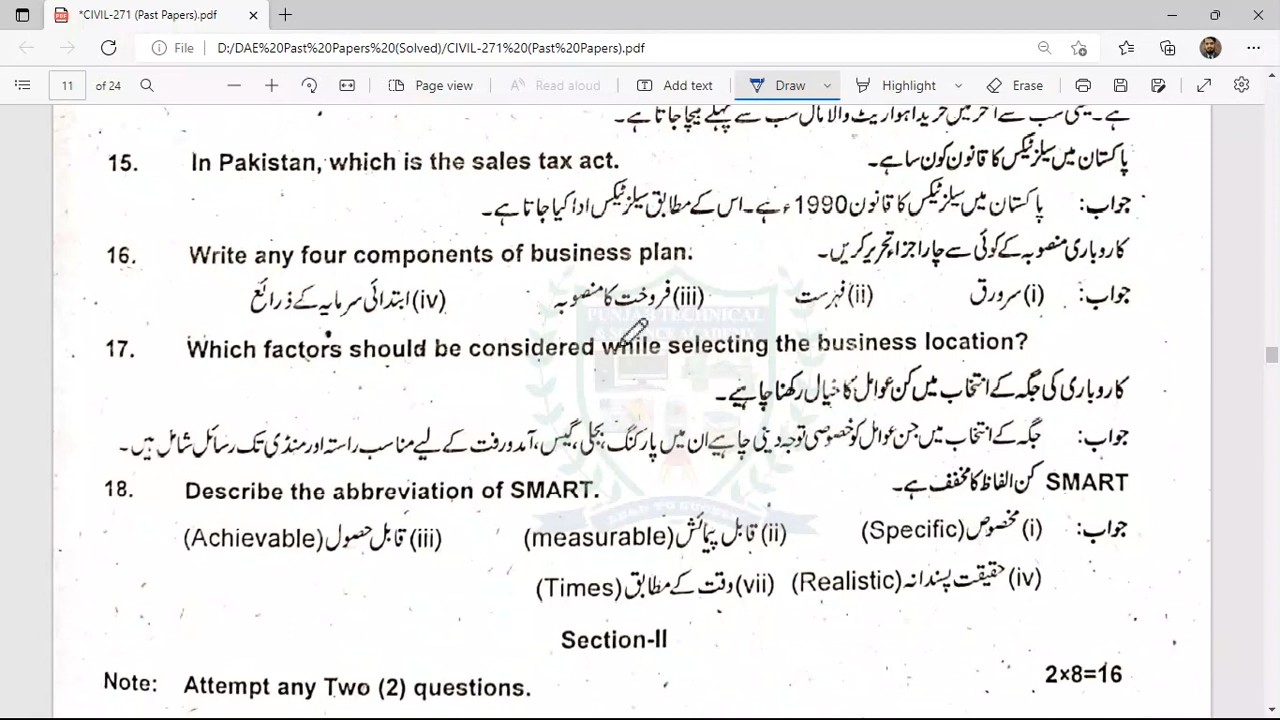 *CIVIL-271 (Past Papers).pdf
File D:/DAE%20Past%20Papers%20(Solved)/CIVIL-271%20(Past%20Papers).pdf
11 of 24 Page view Read aloud Add text Draw Highlight Erase
ہے۔یعنی سب سے آخر میں خریدا ہوا ریٹ والا مال سب سے پہلے بیچا جاتا ہے۔
15. In Pakistan, which is the sales tax act. پاکستان میں سیلز ٹیکس کا قانون کون سا ہے۔
جواب: پاکستان میں سیلز ٹیکس کا قانون 1990ء ہے۔اس کے مطابق سیلز ٹیکس ادا کیا جاتا ہے۔
16. Write any four components of business plan. کاروباری منصوبہ کے کوئی سے چار اجزاء تحریر کریں۔
جواب: (i) سرورق (ii) فہرست (iii) فروخت کا منصوبہ (iv) ابتدائی سرمایہ کے ذرائع
PUNJAB TECHNICAL
& SCIENCE ACADEMY
17. Which factors should be considered while selecting the business location?
کاروباری کی جگہ کے انتخاب میں کن عوامل کا خیال رکھنا چاہیے۔
جواب: جگہ کے انتخاب میں جن عوامل کو خصوصی توجہ دینی چاہیے ان میں پارکنگ، بجلی، گیس، آمدورفت کے لیے مناسب راستہ اور منڈی تک رسائل شامل ہیں۔
18. Describe the abbreviation of SMART. SMART کن الفاظ کا مخفف ہے۔
جواب: (i) مخصوص (Specific) (ii) قابل پیمائش (measurable) (iii) قابل حصول (Achievable)
(iv) حقیقت پسندانہ (Realistic) (vii) وقت کے مطابق (Times)
Section-II
Note: Attempt any Two (2) questions. 2×8=16